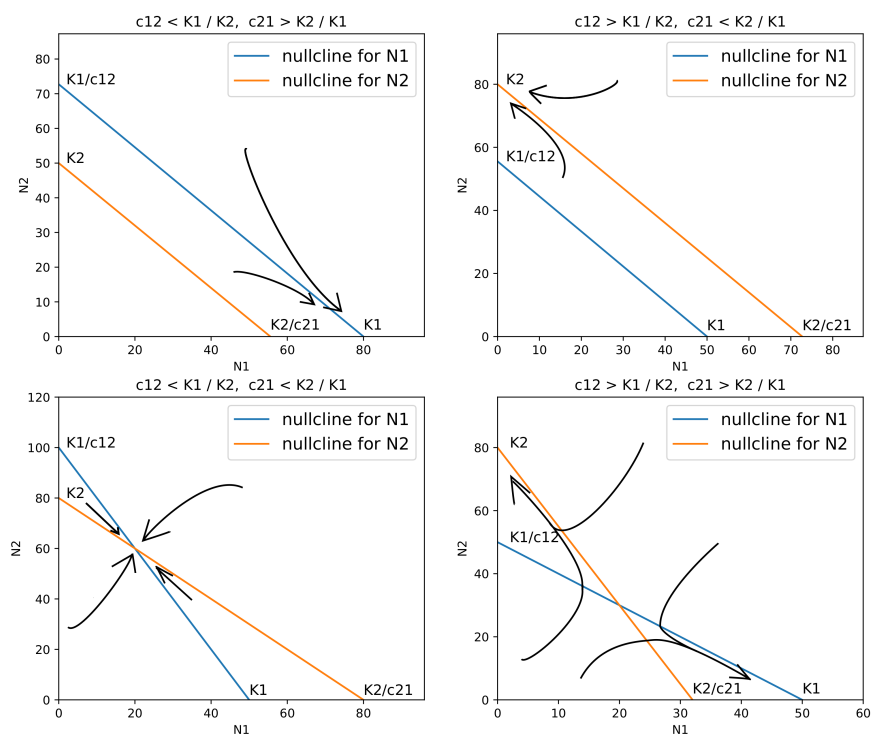 c12 < K1 / K2,  c21 > K2 / K1
nullcline for N1
nullcline for N2
K1/c12
K2
K2/c21
K1
0
10
20
30
40
50
60
70
80
N2
0
20
40
60
80
N1
c12 > K1 / K2,  c21 < K2 / K1
nullcline for N1
nullcline for N2
K2
K1/c12
K1
K2/c21
0
20
40
60
80
N2
0
10
20
30
40
50
60
70
80
N1
c12 < K1 / K2,  c21 < K2 / K1
nullcline for N1
nullcline for N2
K1/c12
K2
K1
K2/c21
0
20
40
60
80
100
120
N2
0
20
40
60
80
N1
c12 > K1 / K2,  c21 > K2 / K1
nullcline for N1
nullcline for N2
K2
K1/c12
K2/c21
K1
0
20
40
60
80
N2
0
10
20
30
40
50
60
N1